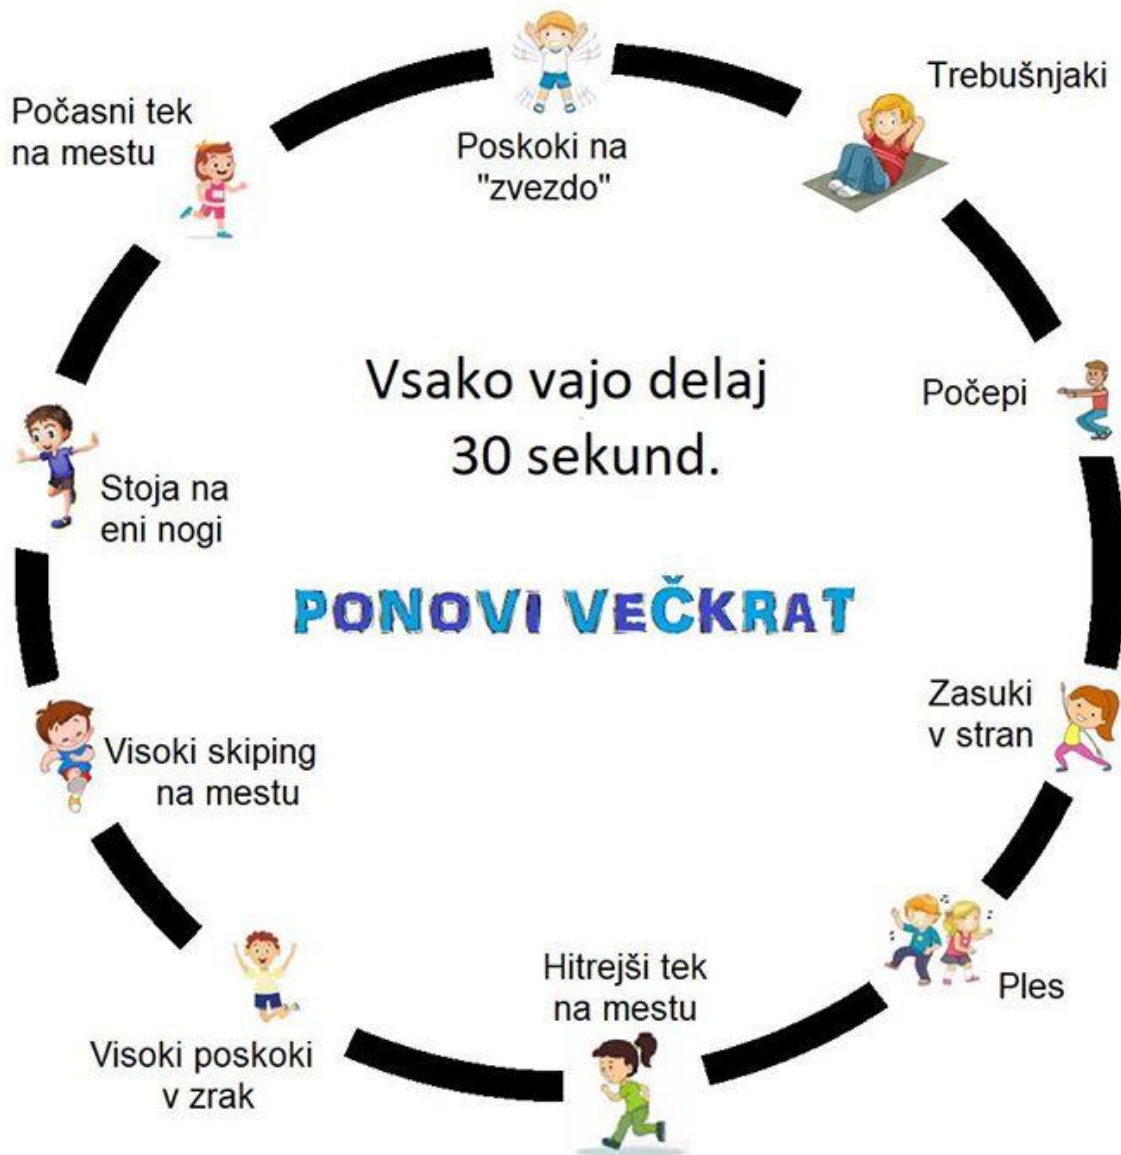 Trebušnjaki
Počasni tek
na mestu
Poskoki na
"zvezdo"
Vsako vajo delaj
30 sekund.
Počepi
Stoja na
eni nogi
PONOVI VEČKRAT
Zasuki
v stran
Visoki skiping
na mestu
Hitrejši tek
na mestu
Ples
Visoki poskoki
v zrak